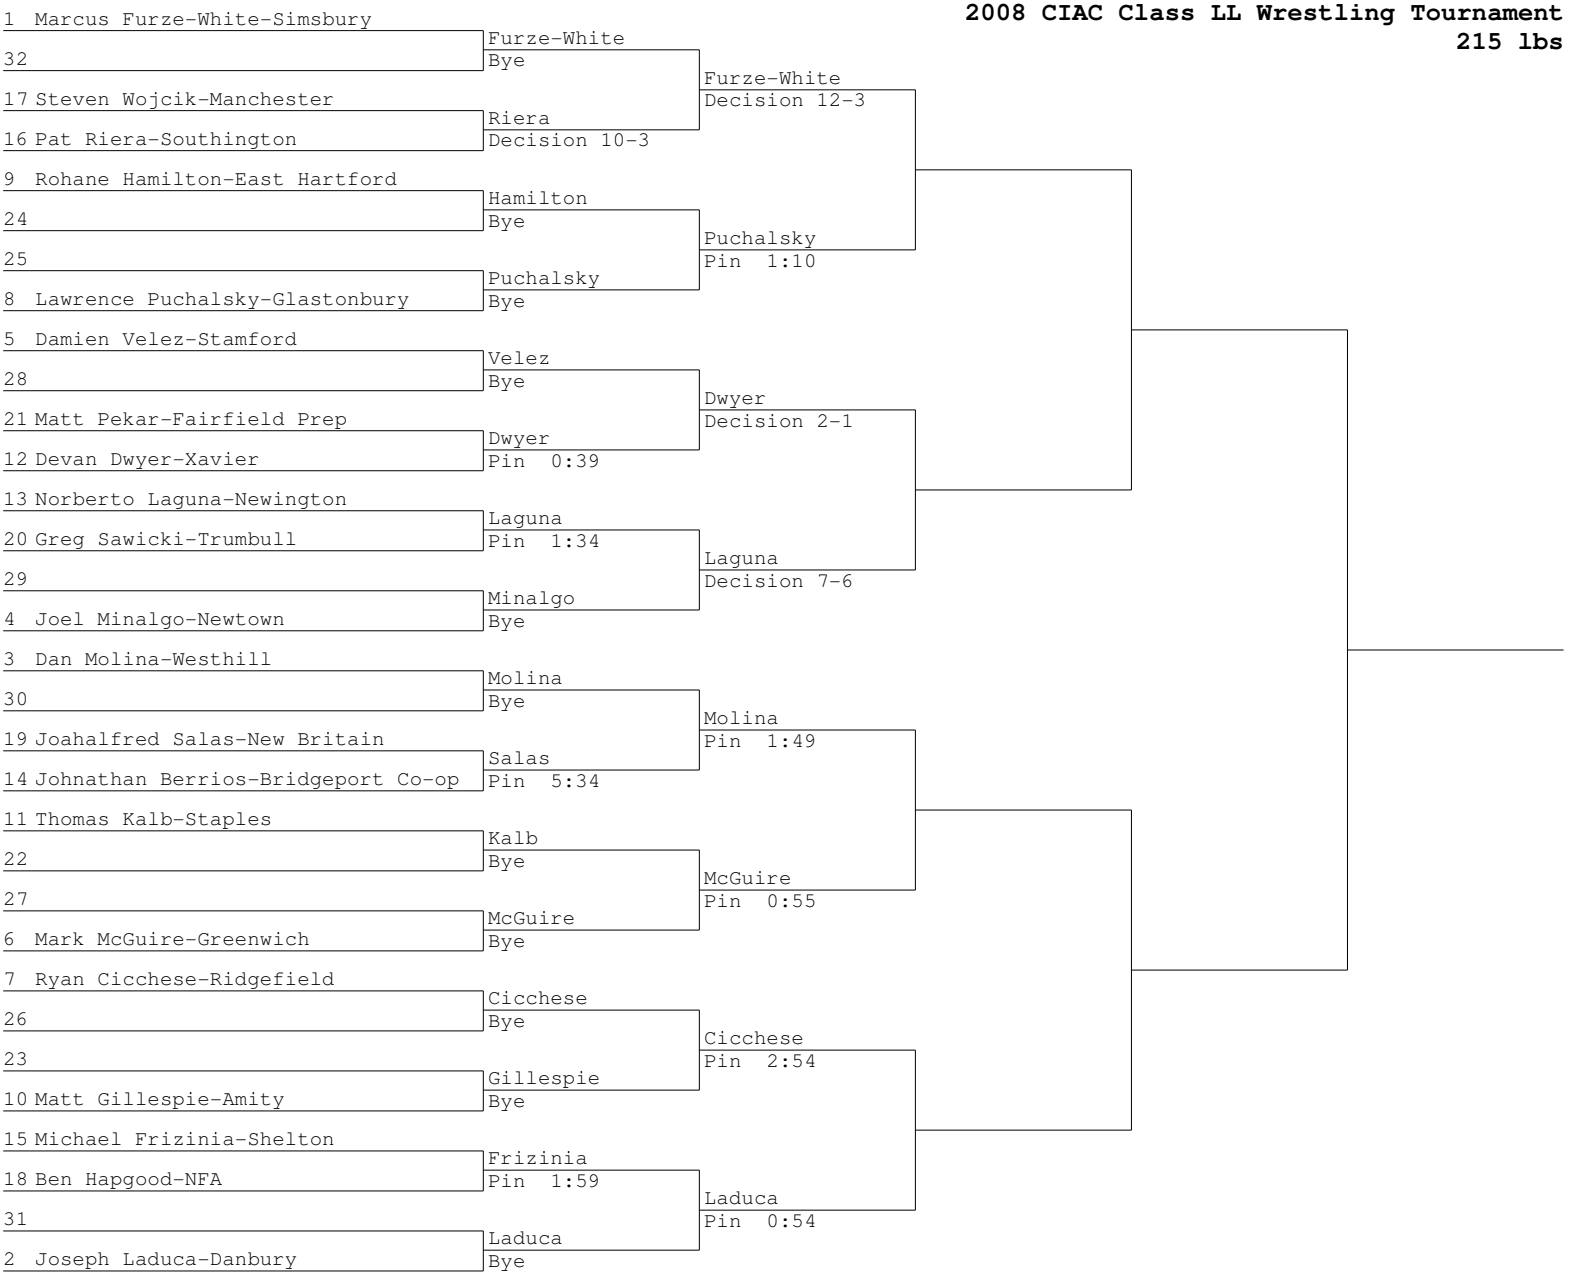 2008 CIAC Class LL Wrestling Tournament
215 lbs
1 Marcus Furze-White-Simsbury
32
17 Steven Wojcik-Manchester
16 Pat Riera-Southington
9 Rohane Hamilton-East Hartford
24
25
8 Lawrence Puchalsky-Glastonbury
5 Damien Velez-Stamford
28
21 Matt Pekar-Fairfield Prep
12 Devan Dwyer-Xavier
13 Norberto Laguna-Newington
20 Greg Sawicki-Trumbull
29
4 Joel Minalgo-Newtown
3 Dan Molina-Westhill
30
19 Joahalfred Salas-New Britain
14 Johnathan Berrios-Bridgeport Co-op
11 Thomas Kalb-Staples
22
27
6 Mark McGuire-Greenwich
7 Ryan Cicchese-Ridgefield
26
23
10 Matt Gillespie-Amity
15 Michael Frizinia-Shelton
18 Ben Hapgood-NFA
31
2 Joseph Laduca-Danbury
Furze-White
Bye
Riera
Decision 10-3
Hamilton
Bye
Puchalsky
Bye
Velez
Bye
Dwyer
Pin 0:39
Laguna
Pin 1:34
Minalgo
Bye
Molina
Bye
Salas
Pin 5:34
Kalb
Bye
McGuire
Bye
Cicchese
Bye
Gillespie
Bye
Frizinia
Pin 1:59
Laduca
Bye
Furze-White
Decision 12-3
Puchalsky
Pin 1:10
Dwyer
Decision 2-1
Laguna
Decision 7-6
Molina
Pin 1:49
McGuire
Pin 0:55
Cicchese
Pin 2:54
Laduca
Pin 0:54